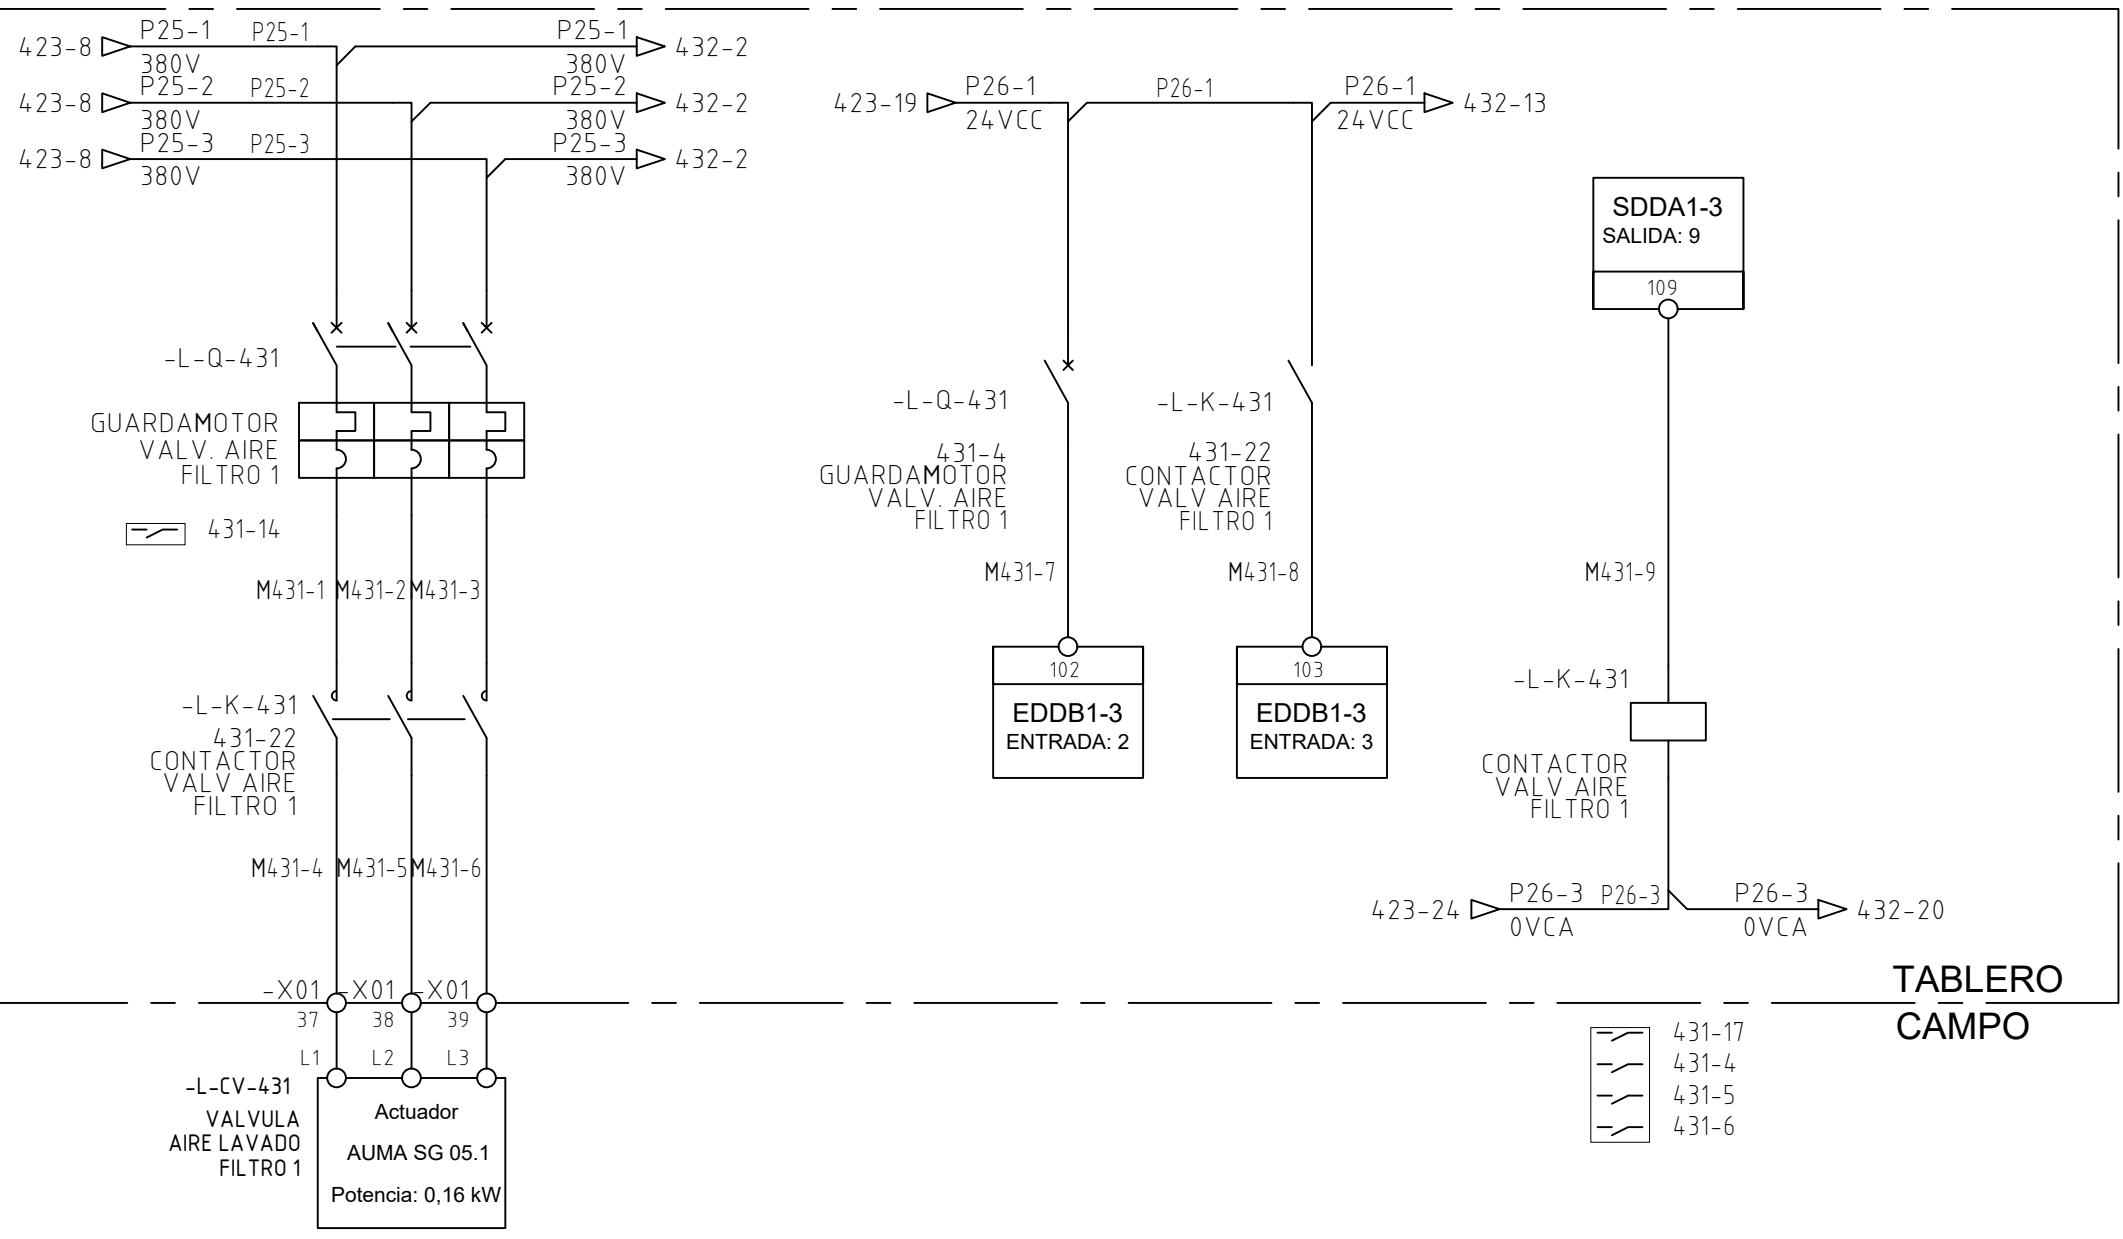 423-8 P25-1 P25-1 P25-1 432-2
380V 380V
423-8 P25-2 P25-2 P25-2 432-2
380V 380V
423-8 P25-3 P25-3 P25-3 432-2
380V 380V
-L-Q-431
GUARDAMOTOR
VALV. AIRE
FILTRO 1
431-14
M431-1 M431-2 M431-3
-L-K-431
431-22
CONTACTOR
VALV AIRE
FILTRO 1
M431-4 M431-5 M431-6
-X01 -X01 -X01
37 38 39
L1 L2 L3
-L-CV-431
VALVULA
AIRE LAVADO
FILTRO 1
Actuador
AUMA SG 05.1
Potencia: 0,16 kW
423-19 P26-1 P26-1 P26-1 432-13
24VCC 24VCC
-L-Q-431
431-4
GUARDAMOTOR
VALV. AIRE
FILTRO 1
M431-7
102
EDDB1-3
ENTRADA: 2
-L-K-431
431-22
CONTACTOR
VALV AIRE
FILTRO 1
M431-8
103
EDDB1-3
ENTRADA: 3
SDDA1-3
SALIDA: 9
109
M431-9
-L-K-431
CONTACTOR
VALV AIRE
FILTRO 1
423-24 P26-3 P26-3 P26-3 432-20
0VCA 0VCA
TABLERO
CAMPO
431-17
431-4
431-5
431-6